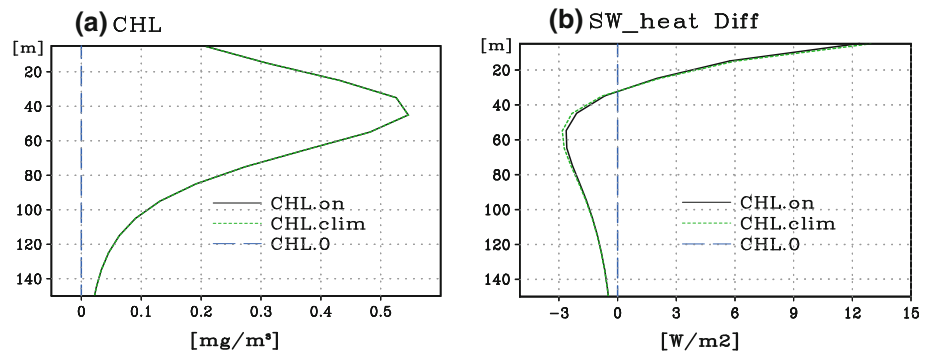 (a) CHL
[m]
20
40
60
80
100
120
140
CHL.on
CHL.clim
CHL.0
0 0.1 0.2 0.3 0.4 0.5
[mg/m³]
(b) SW_heat Diff
[m]
20
40
60
80
100
120
140
CHL.on
CHL.clim
CHL.0
-3 0 3 6 9 12 15
[W/m2]